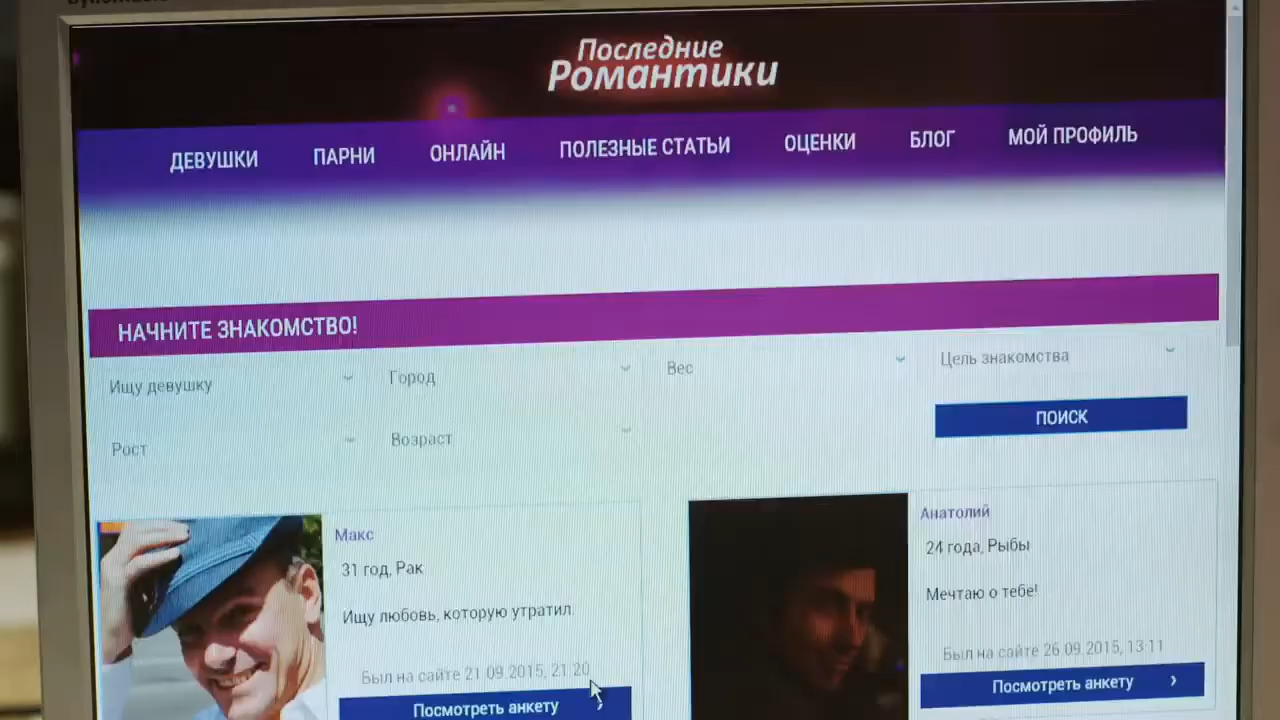 Последние
Романтики
ДЕВУШКИ ПАРНИ ОНЛАЙН ПОЛЕЗНЫЕ СТАТЬИ ОЦЕНКИ БЛОГ МОЙ ПРОФИЛЬ
НАЧНИТЕ ЗНАКОМСТВО!
Ищу девушку Город Вес Цель знакомства
Рост Возраст ПОИСК
Макс
31 год, Рак
Ищу любовь, которую утратил.
Был на сайте 21.09.2015, 21:20
Посмотреть анкету
Анатолий
24 года, Рыбы
Мечтаю о тебе!
Был на сайте 26.09.2015, 13:11
Посмотреть анкету